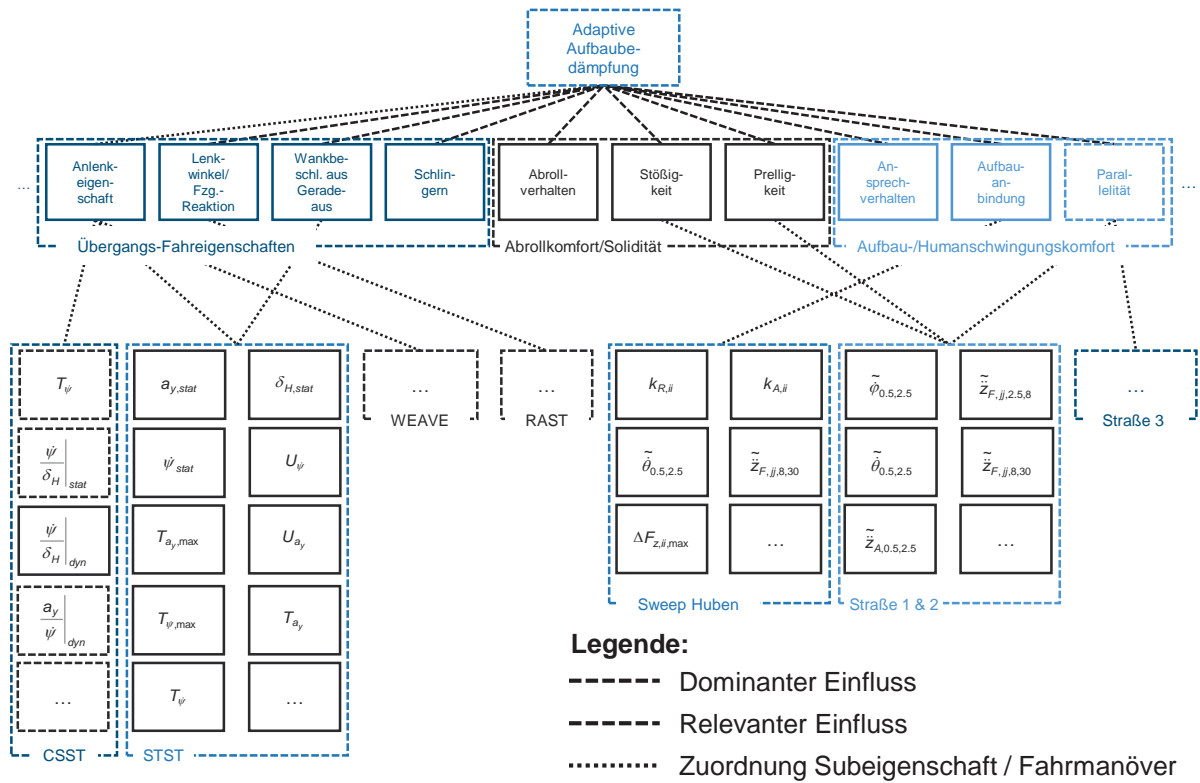 Adaptive
Aufbaube-
dämpfung
...
Anlenk-
eigen-
schaft
Lenk-
winkel/
Fzg.-
Reaktion
Wankbe-
schl. aus
Gerade-
aus
Schlin-
gern
Abroll-
verhalten
Stößig-
keit
Prellig-
keit
An-
sprech-
verhalten
Aufbau-
an-
bindung
Paral-
lelität
...
Übergangs-Fahreigenschaften
Abrollkomfort/Solidität
Aufbau-/Humanschwingungskomfort
T_ψ̇
ψ̇/δ_H|_stat
ψ̇/δ_H|_dyn
a_y/ψ̇|_dyn
…
CSST
a_y,stat
δ_H,stat
ψ̇_stat
U_ψ̇
T_a_y,max
U_a_y
T_ψ̇,max
T_a_y
T_ψ̇
…
STST
…
WEAVE
…
RAST
k_R,ii
k_A,ii
θ̇̃_0.5,2.5
z̈̃_F,jj,8,30
ΔF_z,ii,max
…
Sweep Huben
φ̇̃_0.5,2.5
z̈̃_F,jj,2.5,8
θ̇̃_0.5,2.5
z̈̃_F,jj,8,30
z̈̃_A,0.5,2.5
…
Straße 1 & 2
…
Straße 3
Legende:
Dominanter Einfluss
Relevanter Einfluss
Zuordnung Subeigenschaft / Fahrmanöver